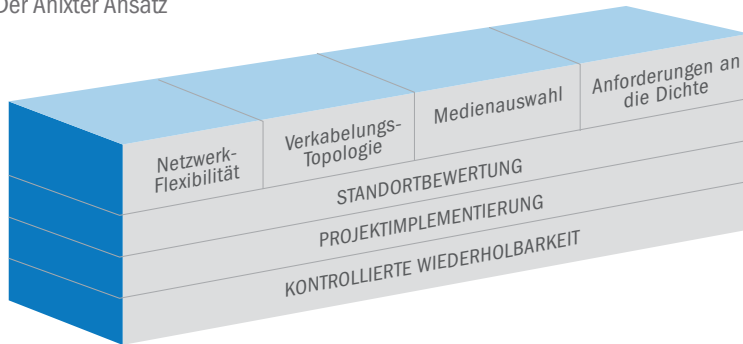 Der Anixter Ansatz
Netzwerk-
Flexibilität
Verkabelungs-
Topologie
Medienauswahl
Anforderungen an
die Dichte
STANDORTBEWERTUNG
PROJEKTIMPLEMENTIERUNG
KONTROLLIERTE WIEDERHOLBARKEIT